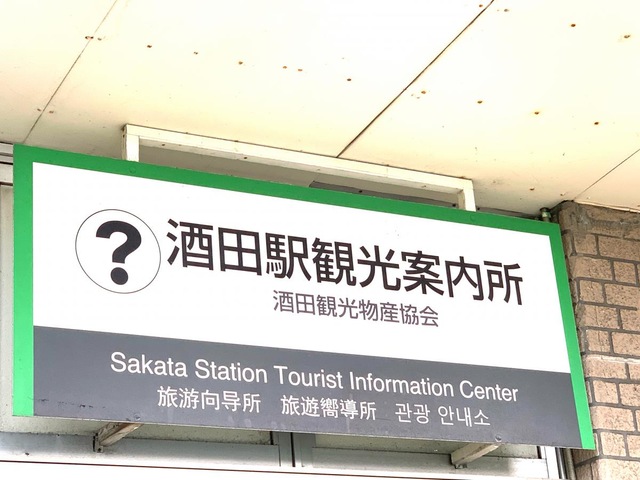 ? 酒田駅観光案内所
酒田観光物産協会
Sakata Station Tourist Information Center
旅游向导所 旅遊嚮導所 관광 안내소